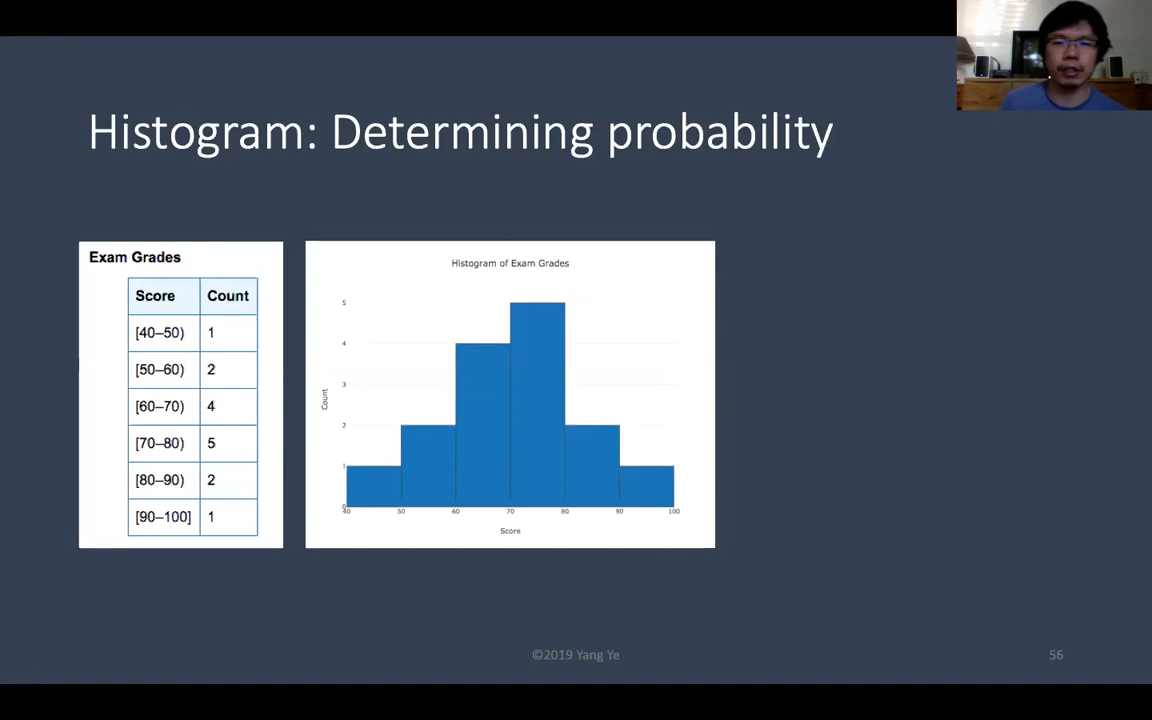 Histogram: Determining probability
Exam Grades
Score Count
[40–50) 1
[50–60) 2
[60–70) 4
[70–80) 5
[80–90) 2
[90–100] 1
Histogram of Exam Grades
5
4
3
2
1
0
Count
40 50 60 70 80 90 100
Score
©2019 Yang Ye
56